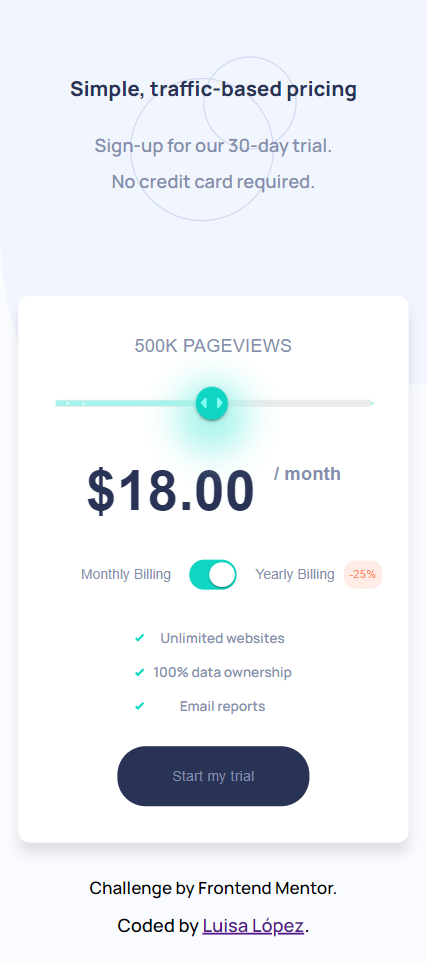 Simple, traffic-based pricing
Sign-up for our 30-day trial.
No credit card required.
500K PAGEVIEWS
$18.00 / month
Monthly Billing Yearly Billing -25%
Unlimited websites
100% data ownership
Email reports
Start my trial
Challenge by Frontend Mentor.
Coded by Luisa López.